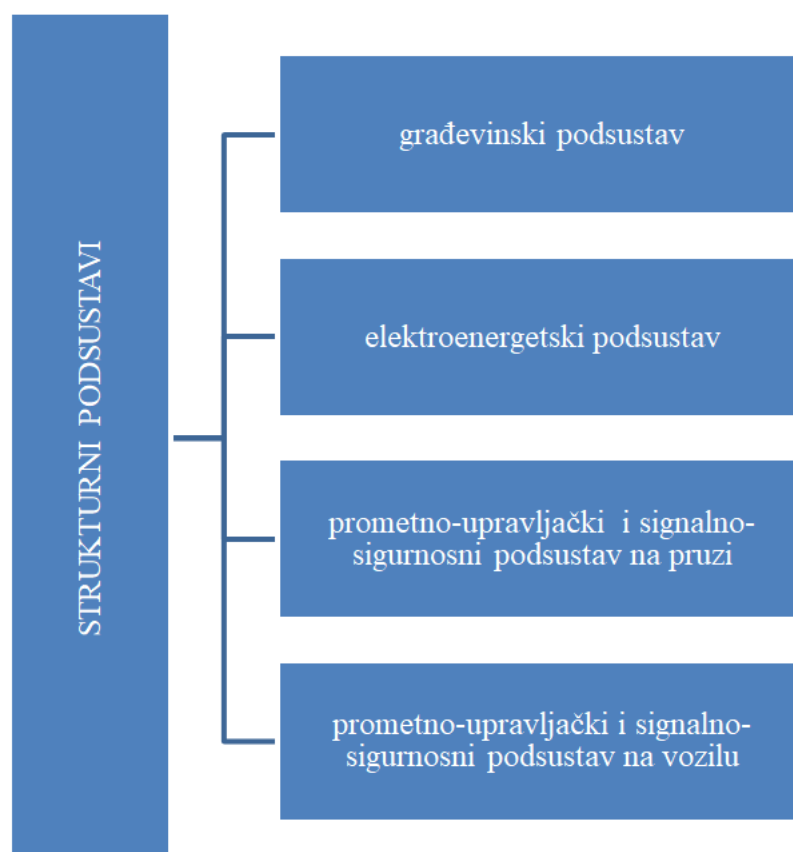 STRUKTURNI PODSUSTAVI
građevinski podsustav
elektroenergetski podsustav
prometno-upravljački i signalno-
sigurnosni podsustav na pruzi
prometno-upravljački i signalno-
sigurnosni podsustav na vozilu